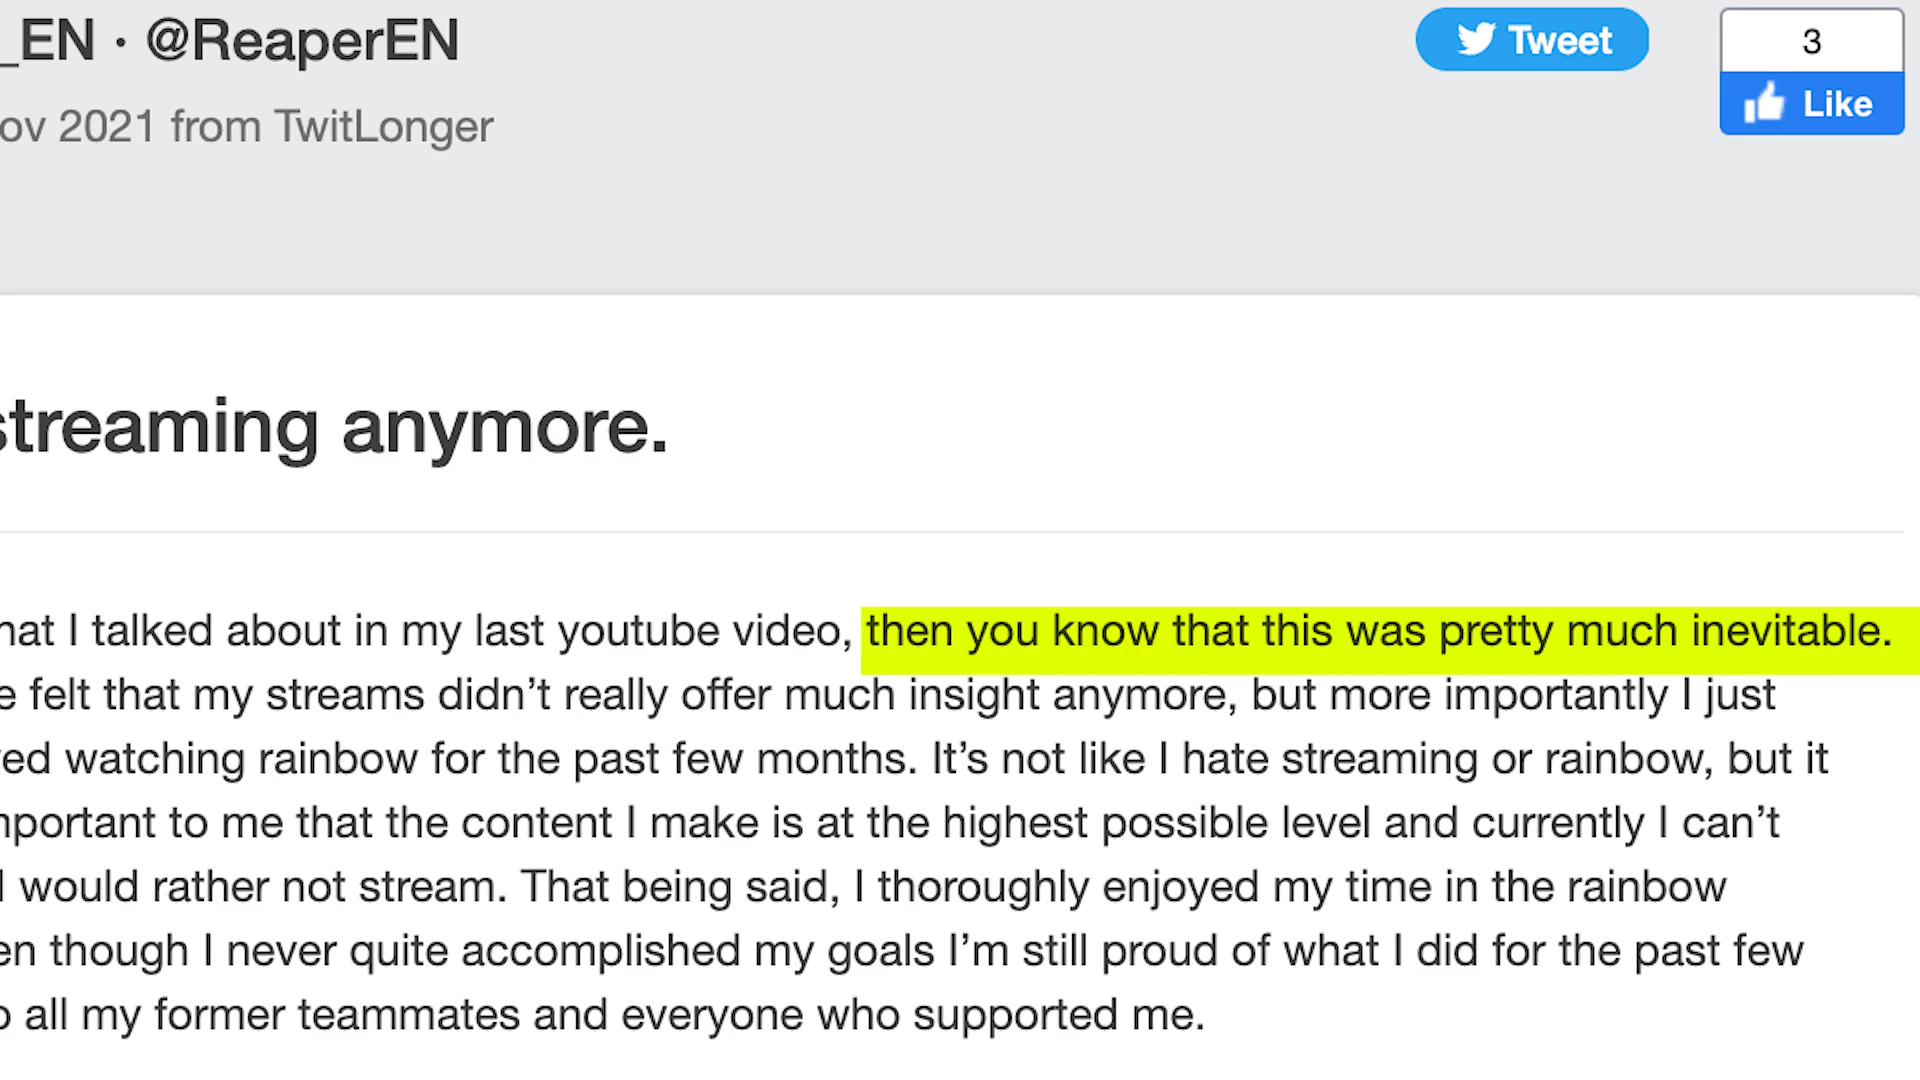 _EN · @ReaperEN
Tweet
3
Like
ov 2021 from TwitLonger
streaming anymore.
hat I talked about in my last youtube video, then you know that this was pretty much inevitable.
e felt that my streams didn’t really offer much insight anymore, but more importantly I just
ed watching rainbow for the past few months. It’s not like I hate streaming or rainbow, but it
mportant to me that the content I make is at the highest possible level and currently I can’t
I would rather not stream. That being said, I thoroughly enjoyed my time in the rainbow
en though I never quite accomplished my goals I’m still proud of what I did for the past few
o all my former teammates and everyone who supported me.